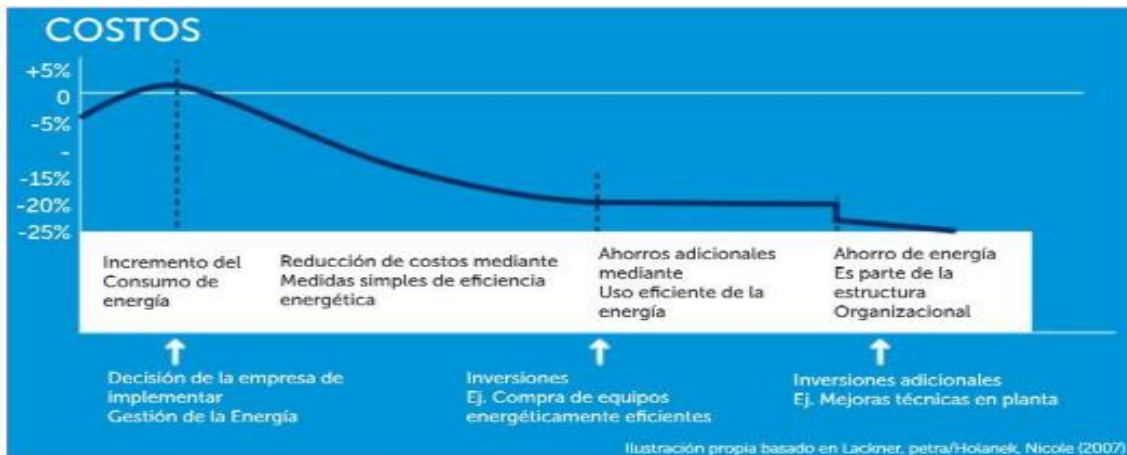 COSTOS
+5%
0
-5%
-
-15%
-20%
-25%
Incremento del
Consumo de
energía
Reducción de costos mediante
Medidas simples de eficiencia
energética
Ahorros adicionales
mediante
Uso eficiente de la
energía
Ahorro de energía
Es parte de la
estructura
Organizacional
Decisión de la empresa de
implementar
Gestión de la Energía
Inversiones
Ej. Compra de equipos
energéticamente eficientes
Inversiones adicionales
Ej. Mejoras técnicas en planta
Ilustración propia basado en Lackner, petra/Holanek, Nicole (2007)